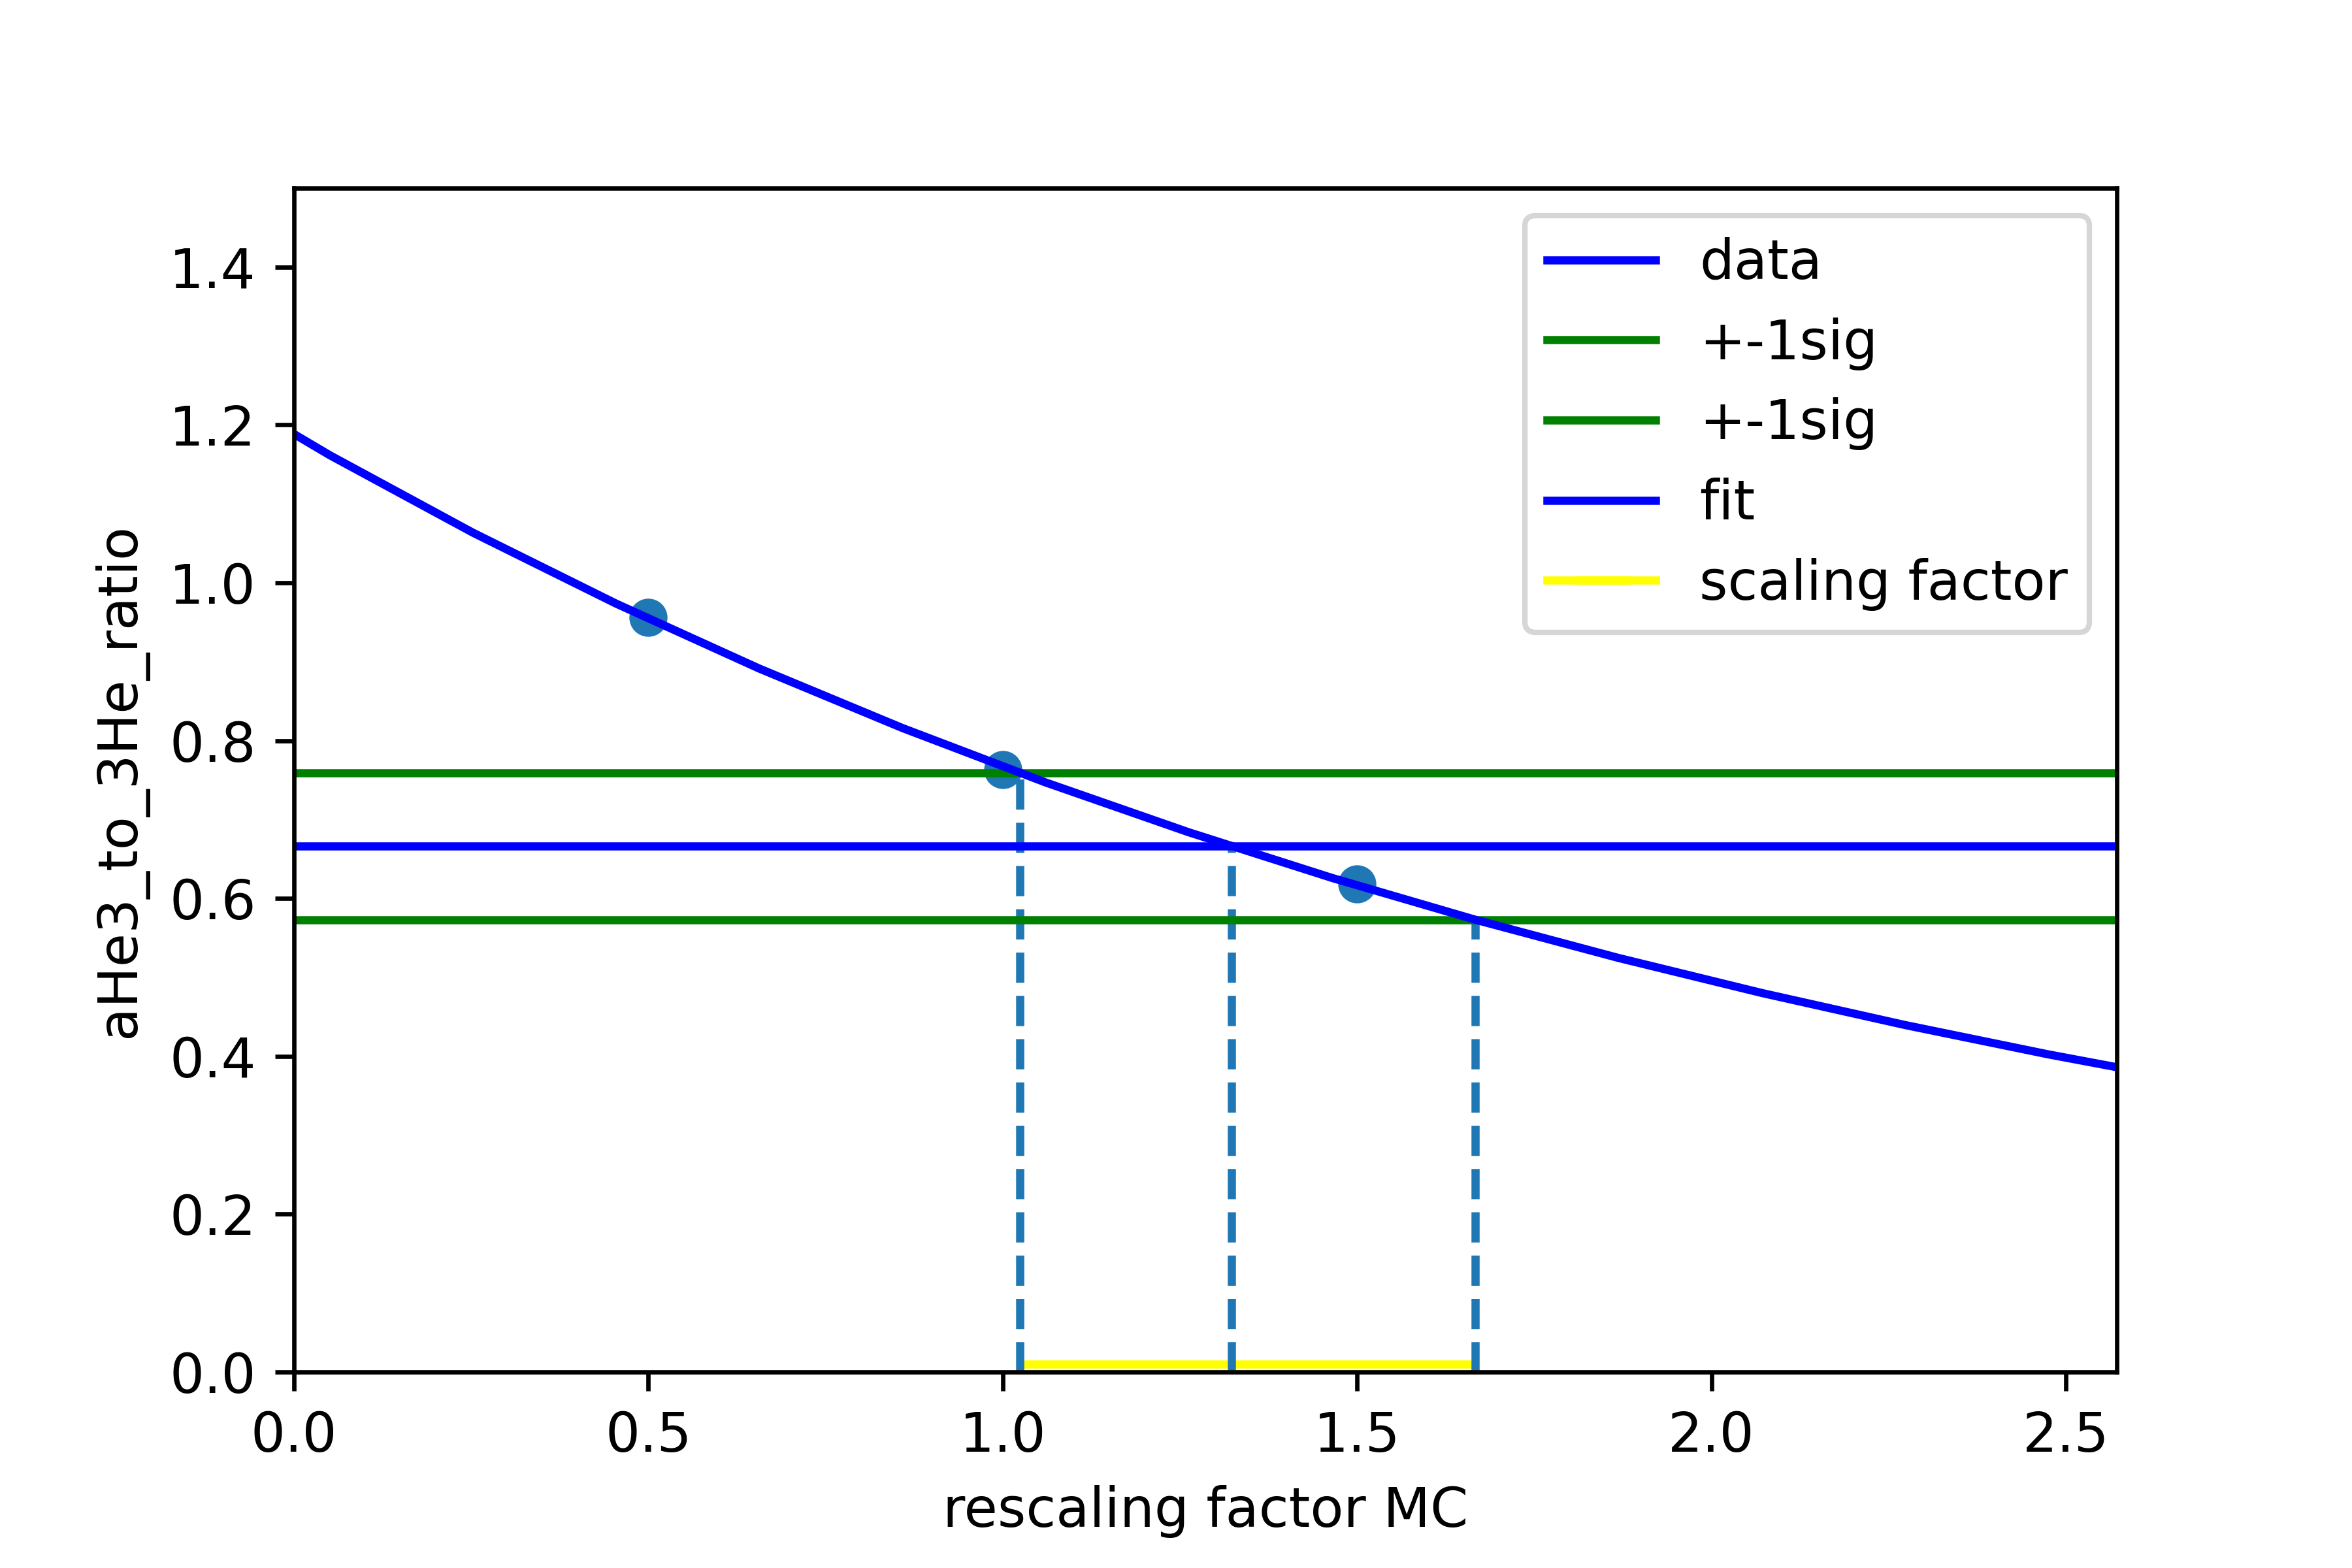 1.4
1.2
1.0
0.8
0.6
0.4
0.2
0.0
aHe3_to_3He_ratio
data
+-1sig
+-1sig
fit
scaling factor
0.0 0.5 1.0 1.5 2.0 2.5
rescaling factor MC